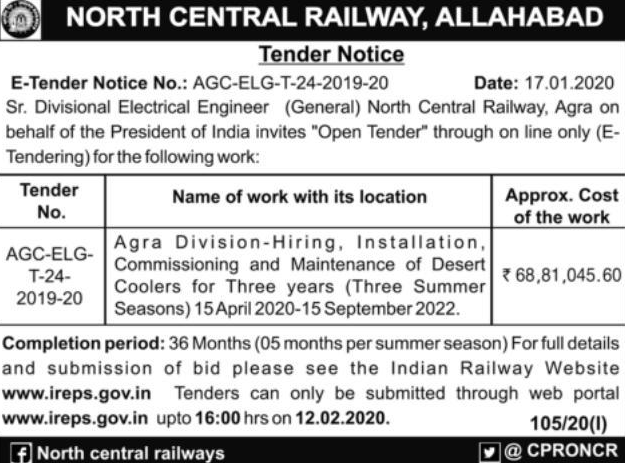 NORTH CENTRAL RAILWAY, ALLAHABAD
Tender Notice
E-Tender Notice No.: AGC-ELG-T-24-2019-20 Date: 17.01.2020
Sr. Divisional Electrical Engineer (General) North Central Railway, Agra on
behalf of the President of India invites "Open Tender" through on line only (E-
Tendering) for the following work:
Tender
No.
Name of work with its location
Approx. Cost
of the work
AGC-ELG-
T-24-
2019-20
Agra Division-Hiring, Installation,
Commissioning and Maintenance of Desert
Coolers for Three years (Three Summer
Seasons) 15 April 2020-15 September 2022.
₹ 68,81,045.60
Completion period: 36 Months (05 months per summer season) For full details
and submission of bid please see the Indian Railway Website
www.ireps.gov.in Tenders can only be submitted through web portal
www.ireps.gov.in upto 16:00 hrs on 12.02.2020. 105/20(I)
f North central railways @ CPRONCR